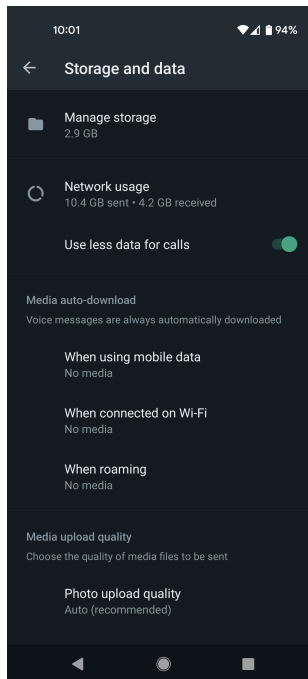 10:01 94%
Storage and data
Manage storage
2.9 GB
Network usage
10.4 GB sent • 4.2 GB received
Use less data for calls
Media auto-download
Voice messages are always automatically downloaded
When using mobile data
No media
When connected on Wi-Fi
No media
When roaming
No media
Media upload quality
Choose the quality of media files to be sent
Photo upload quality
Auto (recommended)